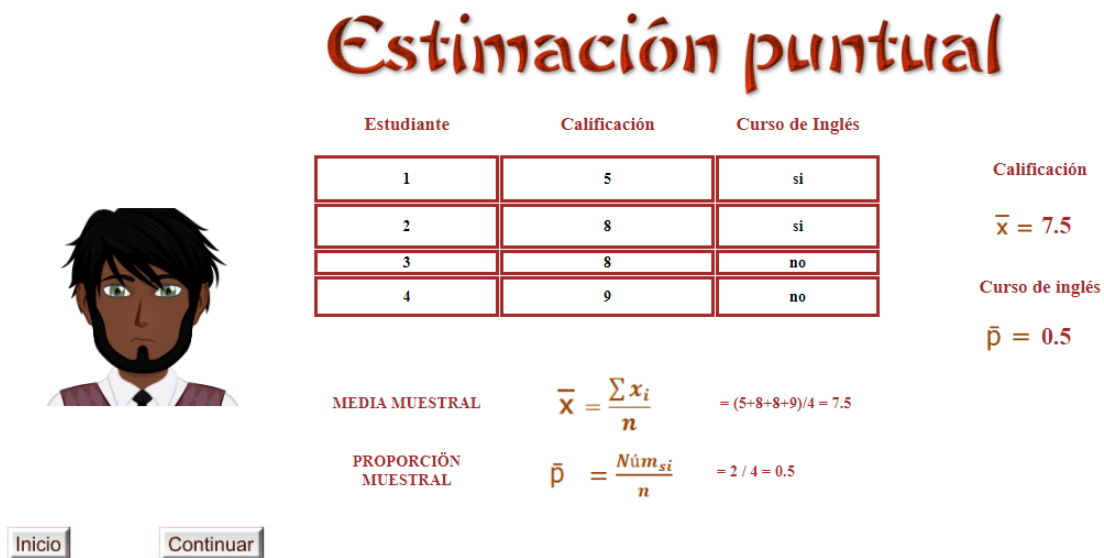 Estimación puntual
Estudiante Calificación Curso de Inglés
1 5 si
2 8 si
3 8 no
4 9 no
Calificación
x̅ = 7.5
Curso de inglés
p̄ = 0.5
MEDIA MUESTRAL x̅ = ∑ xᵢ / n = (5+8+8+9)/4 = 7.5
PROPORCIÖN
MUESTRAL p̄ = Númₛᵢ / n = 2 / 4 = 0.5
Inicio Continuar